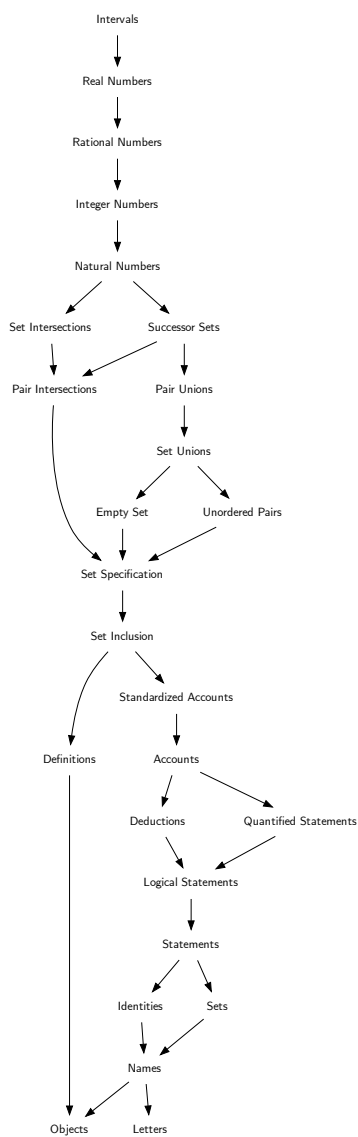 Intervals
Real Numbers
Rational Numbers
Integer Numbers
Natural Numbers
Set Intersections
Successor Sets
Pair Intersections
Pair Unions
Set Unions
Empty Set
Unordered Pairs
Set Specification
Set Inclusion
Standardized Accounts
Definitions
Accounts
Deductions
Quantified Statements
Logical Statements
Statements
Identities
Sets
Names
Objects
Letters